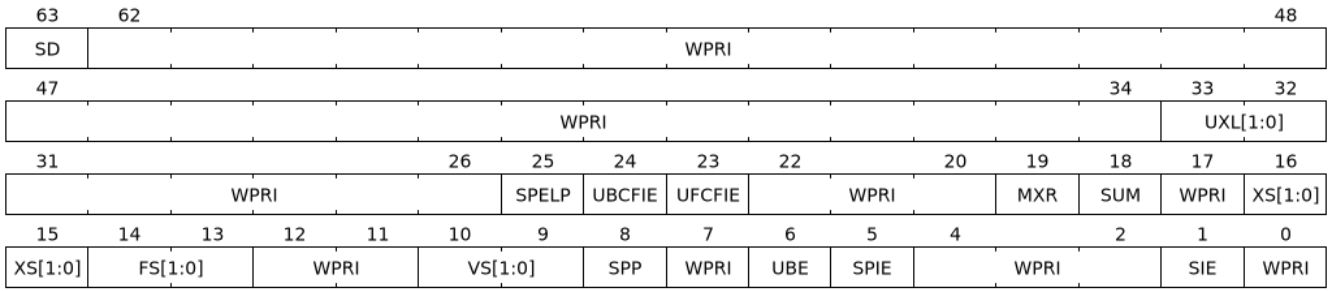 63 62 48
SD WPRI
47 34 33 32
WPRI UXL[1:0]
31 26 25 24 23 22 20 19 18 17 16
WPRI SPELP UBCFIE UFCFIE WPRI MXR SUM WPRI XS[1:0]
15 14 13 12 11 10 9 8 7 6 5 4 2 1 0
XS[1:0] FS[1:0] WPRI VS[1:0] SPP WPRI UBE SPIE WPRI SIE WPRI